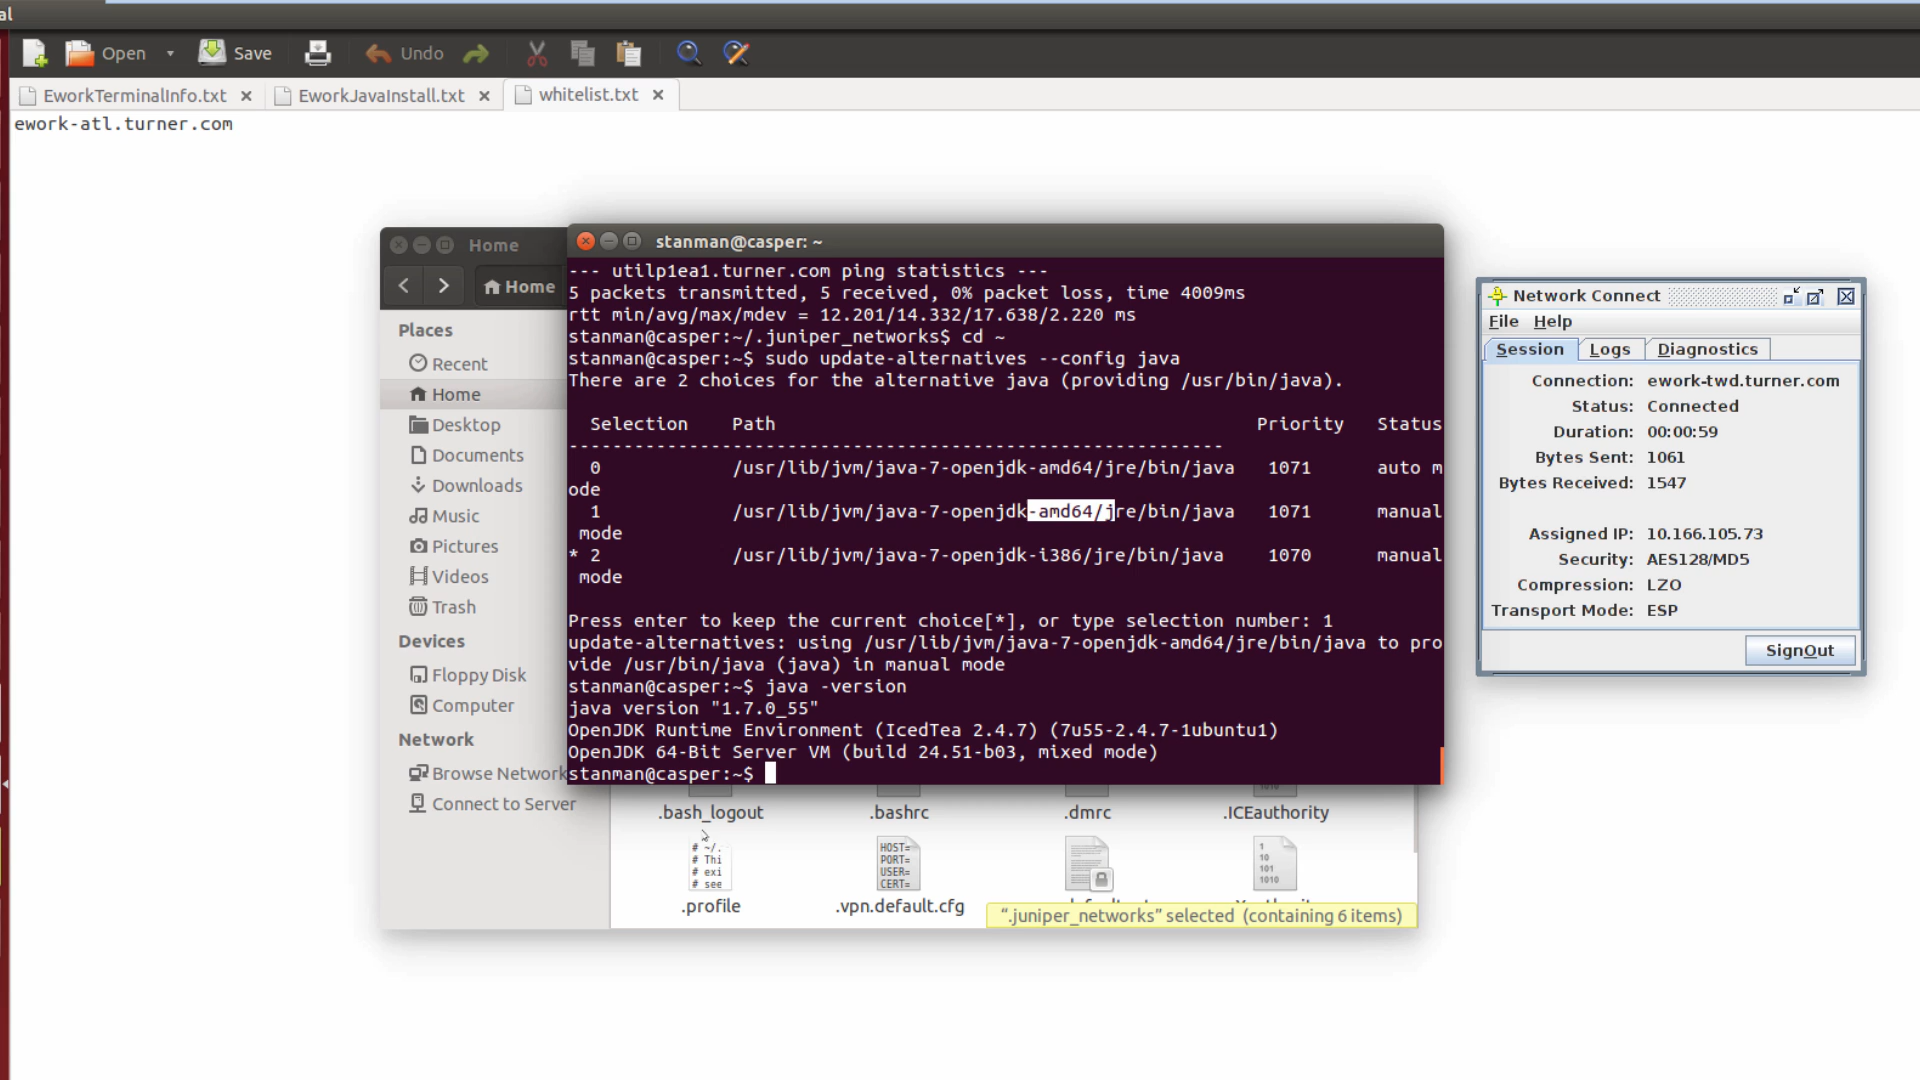 al
Open Save Undo
EworkTerminalInfo.txt EworkJavaInstall.txt whitelist.txt
ework-atl.turner.com
Home
Home
Places
Recent
Home
Desktop
Documents
Downloads
Music
Pictures
Videos
Trash
Devices
Floppy Disk
Computer
Network
Browse Network
Connect to Server
stanman@casper: ~
--- utilp1ea1.turner.com ping statistics ---
5 packets transmitted, 5 received, 0% packet loss, time 4009ms
rtt min/avg/max/mdev = 12.201/14.332/17.638/2.220 ms
stanman@casper:~/.juniper_networks$ cd ~
stanman@casper:~$ sudo update-alternatives --config java
There are 2 choices for the alternative java (providing /usr/bin/java).
Selection Path Priority Status
------------------------------------------------------------
0 /usr/lib/jvm/java-7-openjdk-amd64/jre/bin/java 1071 auto m
ode
1 /usr/lib/jvm/java-7-openjdk-amd64/jre/bin/java 1071 manual
mode
* 2 /usr/lib/jvm/java-7-openjdk-i386/jre/bin/java 1070 manual
mode
Press enter to keep the current choice[*], or type selection number: 1
update-alternatives: using /usr/lib/jvm/java-7-openjdk-amd64/jre/bin/java to pro
vide /usr/bin/java (java) in manual mode
stanman@casper:~$ java -version
java version "1.7.0_55"
OpenJDK Runtime Environment (IcedTea 2.4.7) (7u55-2.4.7-1ubuntu1)
OpenJDK 64-Bit Server VM (build 24.51-b03, mixed mode)
stanman@casper:~$
.bash_logout .bashrc .dmrc .ICEauthority
# ~/.
# Thi
# exi
# see
HOST=
PORT=
USER=
CERT=
1
10
101
1010
.profile .vpn.default.cfg
".juniper_networks" selected (containing 6 items)
Network Connect
File Help
Session Logs Diagnostics
Connection: ework-twd.turner.com
Status: Connected
Duration: 00:00:59
Bytes Sent: 1061
Bytes Received: 1547
Assigned IP: 10.166.105.73
Security: AES128/MD5
Compression: LZO
Transport Mode: ESP
SignOut